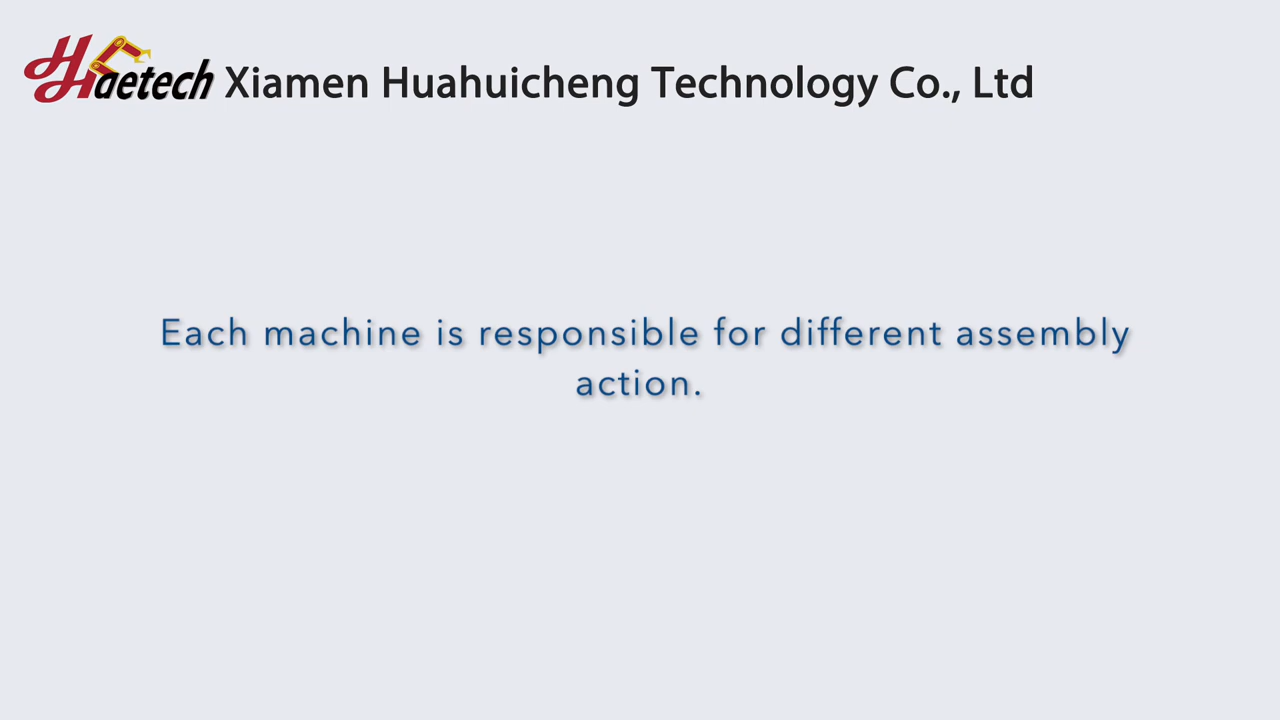 Haetech Xiamen Huahuicheng Technology Co., Ltd
Each machine is responsible for different assembly
action.